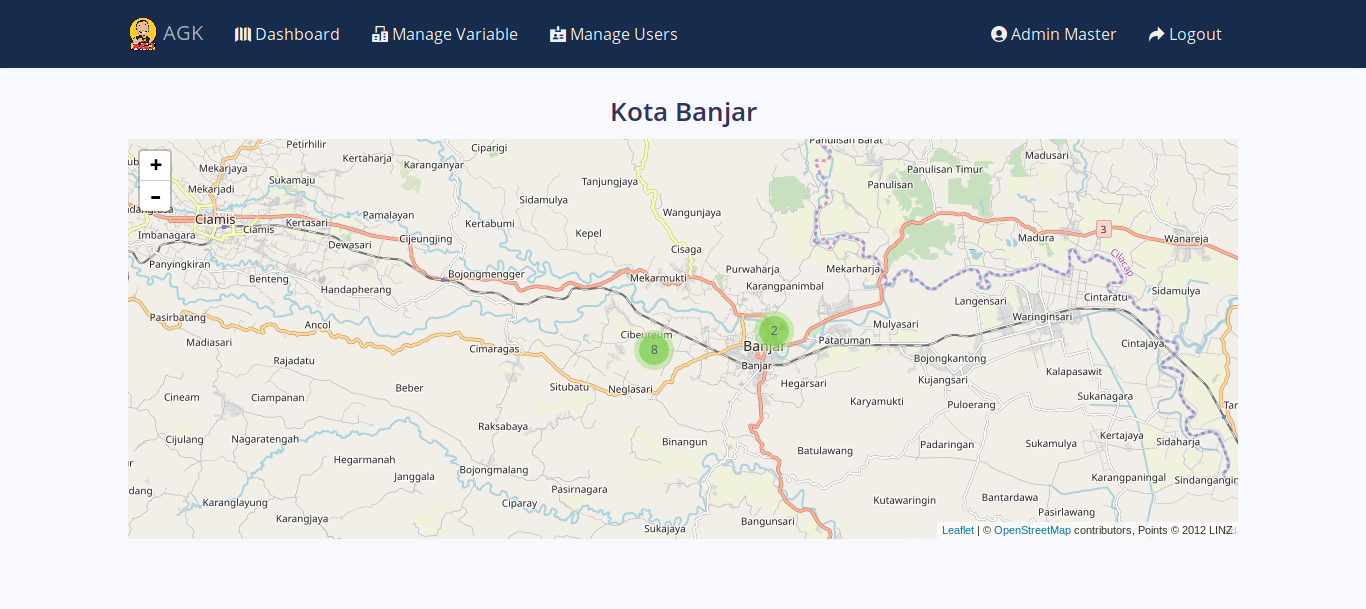 AGK Dashboard Manage Variable Manage Users Admin Master Logout
Kota Banjar
+
-
Petirhilir
Ciparigi
Panulisan Barat
Madusari
Mekarjaya
Kertaharja
Karanganyar
Panulisan Timur
Sukamaju
Tanjungjaya
Panulisan
Mekarjadi
Sidamulya
Ciamis
Pamalayan
Wangunjaya
Kertasari
Kertabumi
Imbanagara
Ciamis
Cijeungjing
Kepel
3
Dewasari
Cisaga
Madura
Wanareja
Panyingkiran
Bojongmengger
Mekarmukti
Purwaharja
Mekarharja
Cilacap
Benteng
Handapherang
Karangpanimbal
Sidamulya
Langensari
Cintaratu
Pasirbatang
Ancol
Waringinsari
Mulyasari
Cibeureum
2
Madiasari
Cimaragas
8
Banjar
Pataruman
Cintajaya
Rajadatu
Banjar
Bojongkantong
Kalapasawit
Beber
Situbatu
Neglasari
Hegarsari
Kujangsari
Cineam
Ciampanan
Karyamukti
Puloerang
Sukanagara
Raksabaya
Cijulang
Nagaratengah
Binangun
Batulawang
Padaringan
Sukamulya
Kertajaya
Sidaharja
Hegarmanah
Janggala
Bojongmalang
Karangpaningal
Sindangan
dang
Karanglayung
Ciparay
Pasirnagara
Kutawaringin
Bantardawa
Karangjaya
Sukajaya
Bangunsari
Pasirlawang
Leaflet | © OpenStreetMap contributors, Points © 2012 LINZ